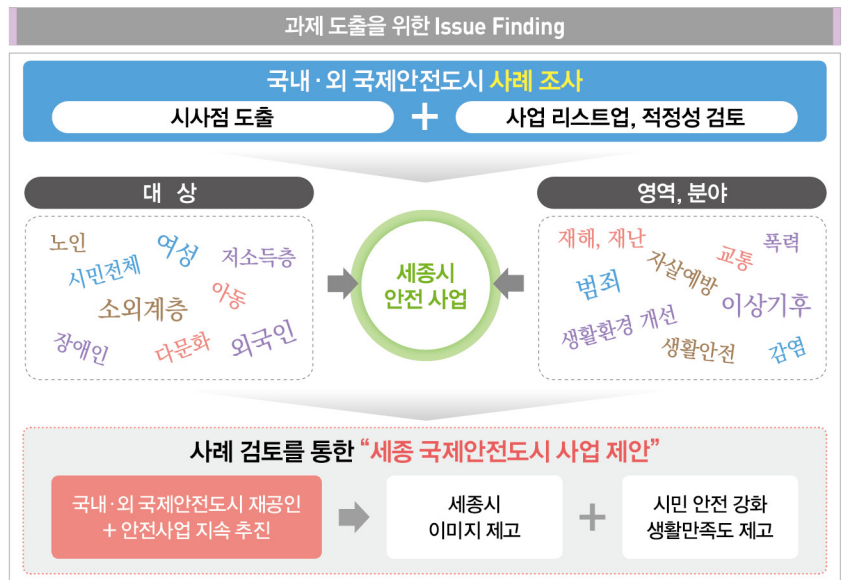 과제 도출을 위한 Issue Finding
국내·외 국제안전도시 사례 조사
시사점 도출 + 사업 리스트업, 적정성 검토
대 상
노인 여성 저소득층
시민전체
아동
소외계층
장애인 다문화 외국인
세종시
안전 사업
영역, 분야
재해, 재난 교통 폭력
범죄 자살예방
이상기후
생활환경 개선
생활안전 감염
사례 검토를 통한 “세종 국제안전도시 사업 제안”
국내·외 국제안전도시 재공인
+ 안전사업 지속 추진
세종시
이미지 제고
+
시민 안전 강화
생활만족도 제고